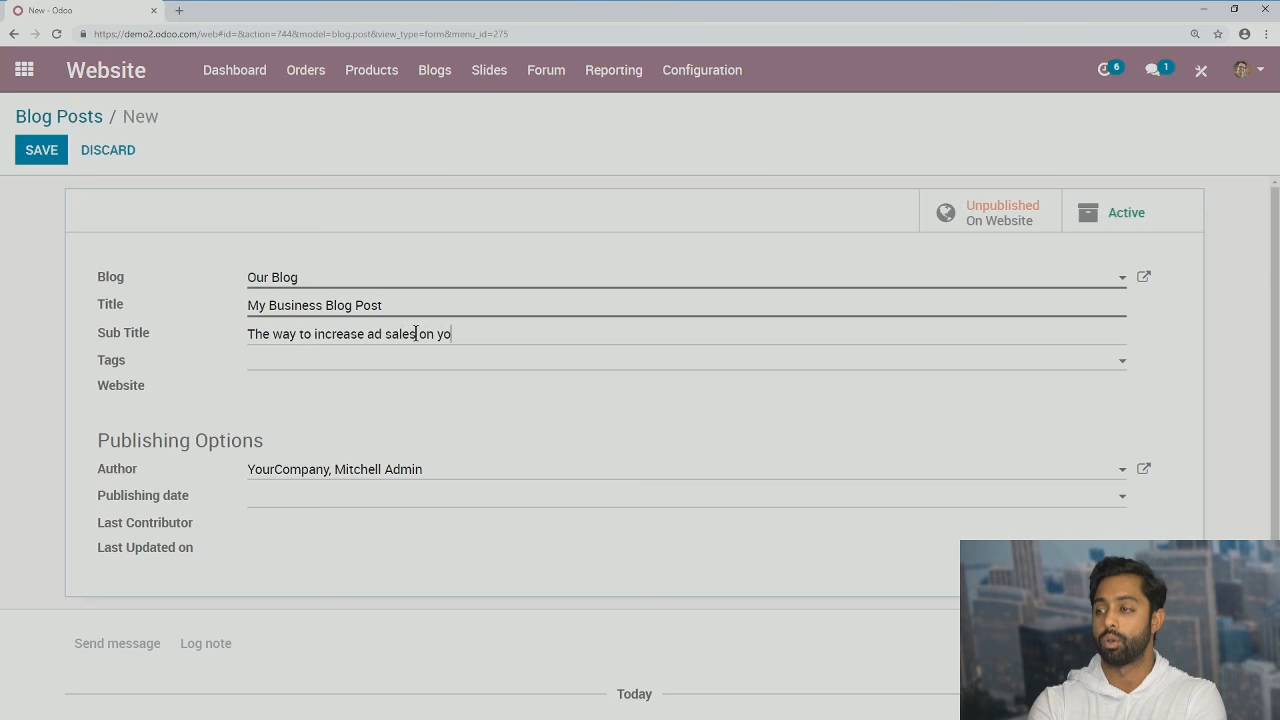 New - Odoo
https://demo2.odoo.com/web#id=&action=744&model=blog.post&view_type=form&menu_id=275
Website Dashboard Orders Products Blogs Slides Forum Reporting Configuration 6 1
Blog Posts / New
SAVE DISCARD
Unpublished
On Website
Active
Blog Our Blog
Title My Business Blog Post
Sub Title The way to increase ad sales on yo
Tags
Website
Publishing Options
Author YourCompany, Mitchell Admin
Publishing date
Last Contributor
Last Updated on
Send message Log note
Today